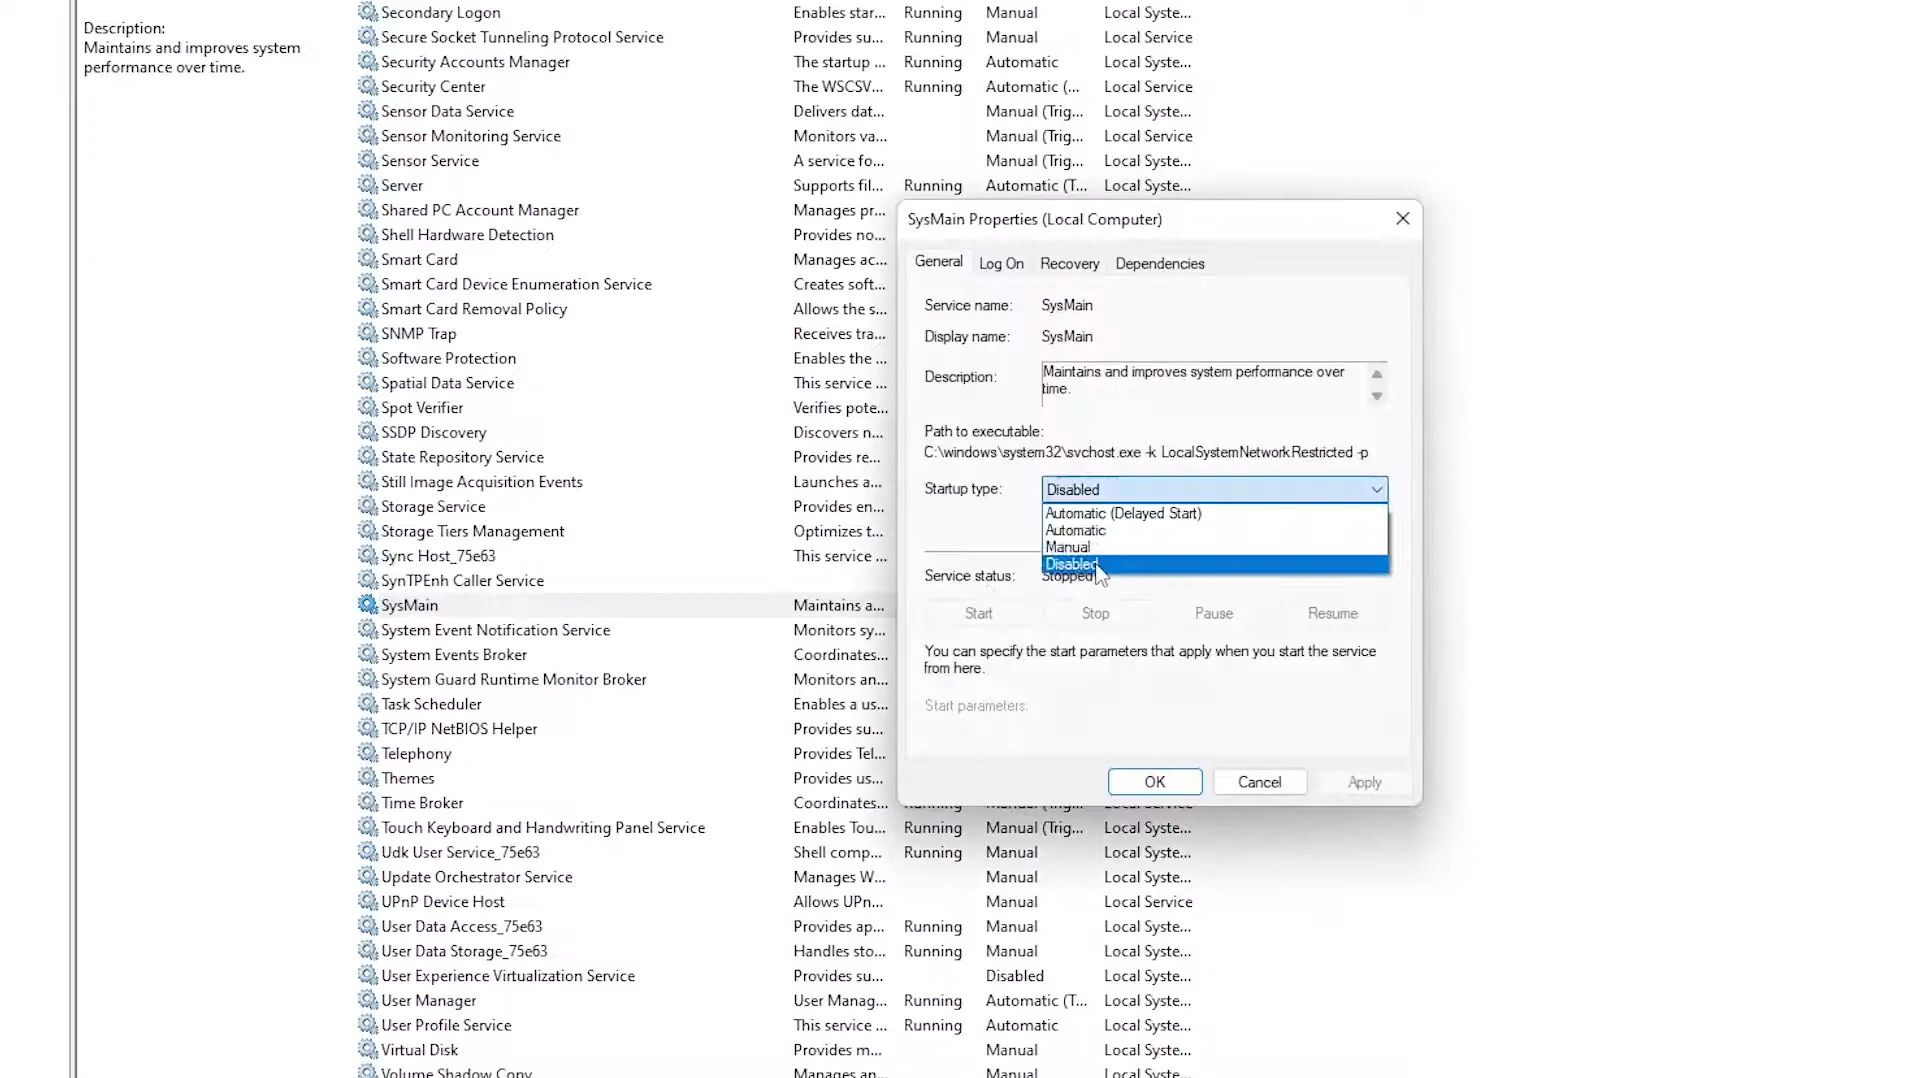 Description:
Maintains and improves system
performance over time.
Secondary Logon Enables star... Running Manual Local Syste...
Secure Socket Tunneling Protocol Service Provides su... Running Manual Local Service
Security Accounts Manager The startup ... Running Automatic Local Syste...
Security Center The WSCSV... Running Automatic (... Local Service
Sensor Data Service Delivers dat... Manual (Trig... Local Syste...
Sensor Monitoring Service Monitors va... Manual (Trig... Local Service
Sensor Service A service fo... Manual (Trig... Local Syste...
Server Supports fil... Running Automatic (T... Local Syste...
Shared PC Account Manager Manages pr...
Shell Hardware Detection Provides no...
Smart Card Manages ac...
Smart Card Device Enumeration Service Creates soft...
Smart Card Removal Policy Allows the s...
SNMP Trap Receives tra...
Software Protection Enables the ...
Spatial Data Service This service ...
Spot Verifier Verifies pote...
SSDP Discovery Discovers n...
State Repository Service Provides re...
Still Image Acquisition Events Launches a...
Storage Service Provides en...
Storage Tiers Management Optimizes t...
Sync Host_75e63 This service ...
SynTPEnh Caller Service
SysMain Maintains a...
System Event Notification Service Monitors sy...
System Events Broker Coordinates...
System Guard Runtime Monitor Broker Monitors an...
Task Scheduler Enables a us...
TCP/IP NetBIOS Helper Provides su...
Telephony Provides Tel...
Themes Provides us...
Time Broker Coordinates... Running Manual (Trig... Local Service
Touch Keyboard and Handwriting Panel Service Enables Tou... Running Manual (Trig... Local Syste...
Udk User Service_75e63 Shell comp... Running Manual Local Syste...
Update Orchestrator Service Manages W... Manual Local Syste...
UPnP Device Host Allows UPn... Manual Local Service
User Data Access_75e63 Provides ap... Running Manual Local Syste...
User Data Storage_75e63 Handles sto... Running Manual Local Syste...
User Experience Virtualization Service Provides su... Disabled Local Syste...
User Manager User Manag... Running Automatic (T... Local Syste...
User Profile Service This service ... Running Automatic Local Syste...
Virtual Disk Provides m... Manual Local Syste...
Volume Shadow Copy Manages an... Manual Local Syste...
SysMain Properties (Local Computer)
General Log On Recovery Dependencies
Service name: SysMain
Display name: SysMain
Description: Maintains and improves system performance over
time.
Path to executable:
C:\windows\system32\svchost.exe -k LocalSystemNetworkRestricted -p
Startup type: Disabled
Automatic (Delayed Start)
Automatic
Manual
Disabled
Service status: Stopped
Start Stop Pause Resume
You can specify the start parameters that apply when you start the service
from here.
Start parameters:
OK Cancel Apply